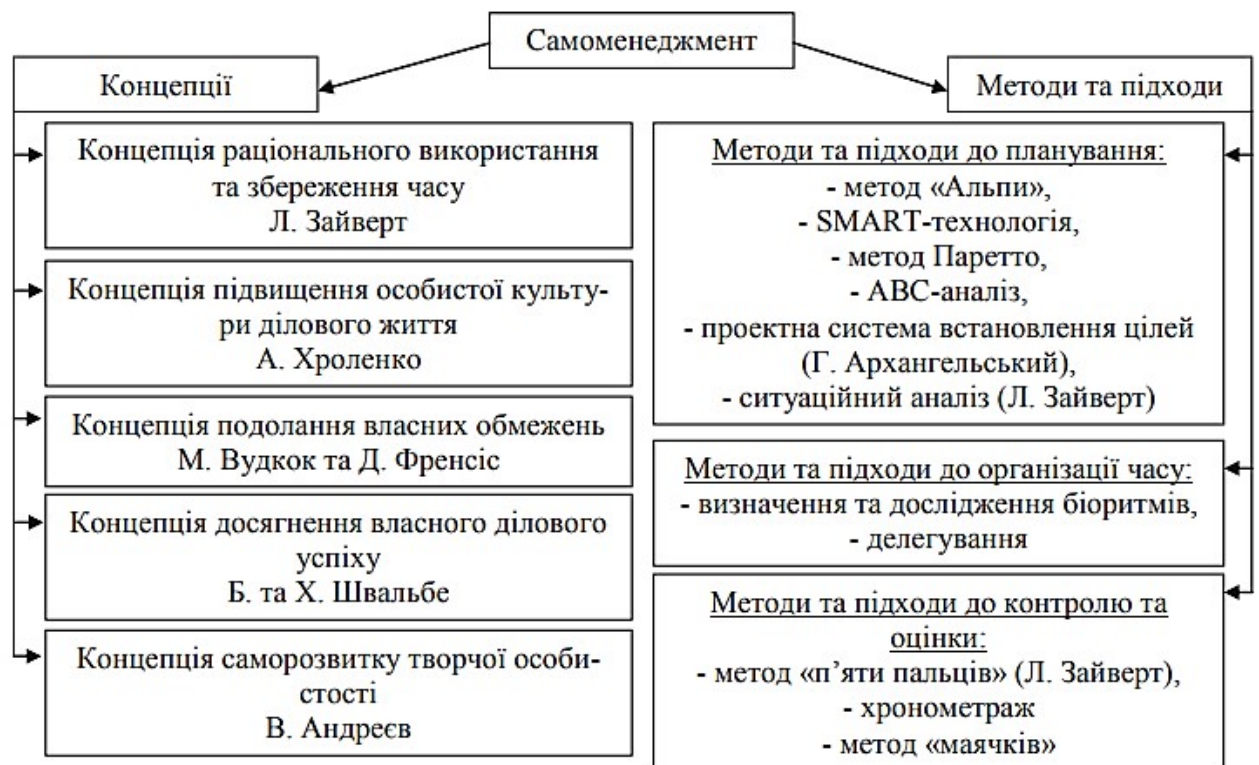 Самоменеджмент
Концепції
Концепція раціонального використання
та збереження часу
Л. Зайверт
Концепція підвищення особистої культу-
ри ділового життя
А. Хроленко
Концепція подолання власних обмежень
М. Вудкок та Д. Френсіс
Концепція досягнення власного ділового
успіху
Б. та Х. Швальбе
Концепція саморозвитку творчої особи-
стості
В. Андреєв
Методи та підходи
Методи та підходи до планування:
- метод «Альпи»,
- SMART-технологія,
- метод Паретто,
- АВС-аналіз,
- проектна система встановлення цілей
(Г. Архангельський),
- ситуаційний аналіз (Л. Зайверт)
Методи та підходи до організації часу:
- визначення та дослідження біоритмів,
- делегування
Методи та підходи до контролю та
оцінки:
- метод «п’яти пальців» (Л. Зайверт),
- хронометраж
- метод «маячків»